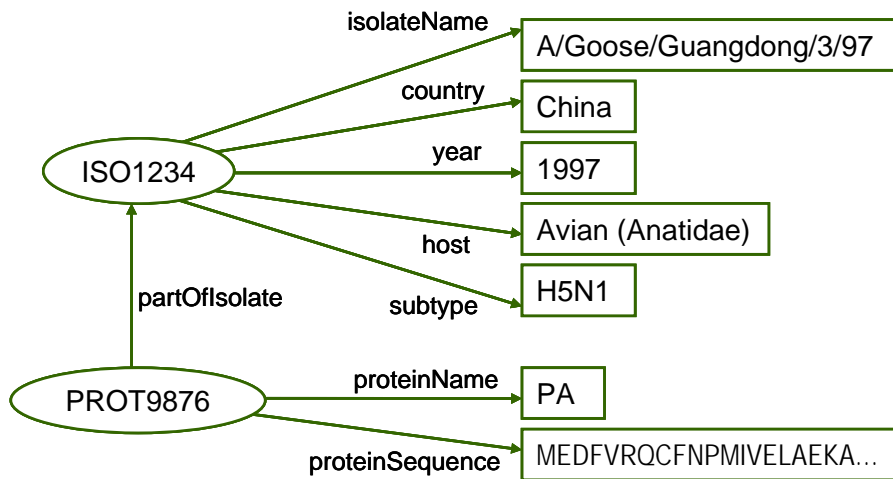 isolateName
A/Goose/Guangdong/3/97
country
China
year
1997
ISO1234
host
Avian (Anatidae)
subtype
H5N1
partOfIsolate
proteinName
PA
PROT9876
proteinSequence
MEDFVRQCFNPMIVELAEKA...